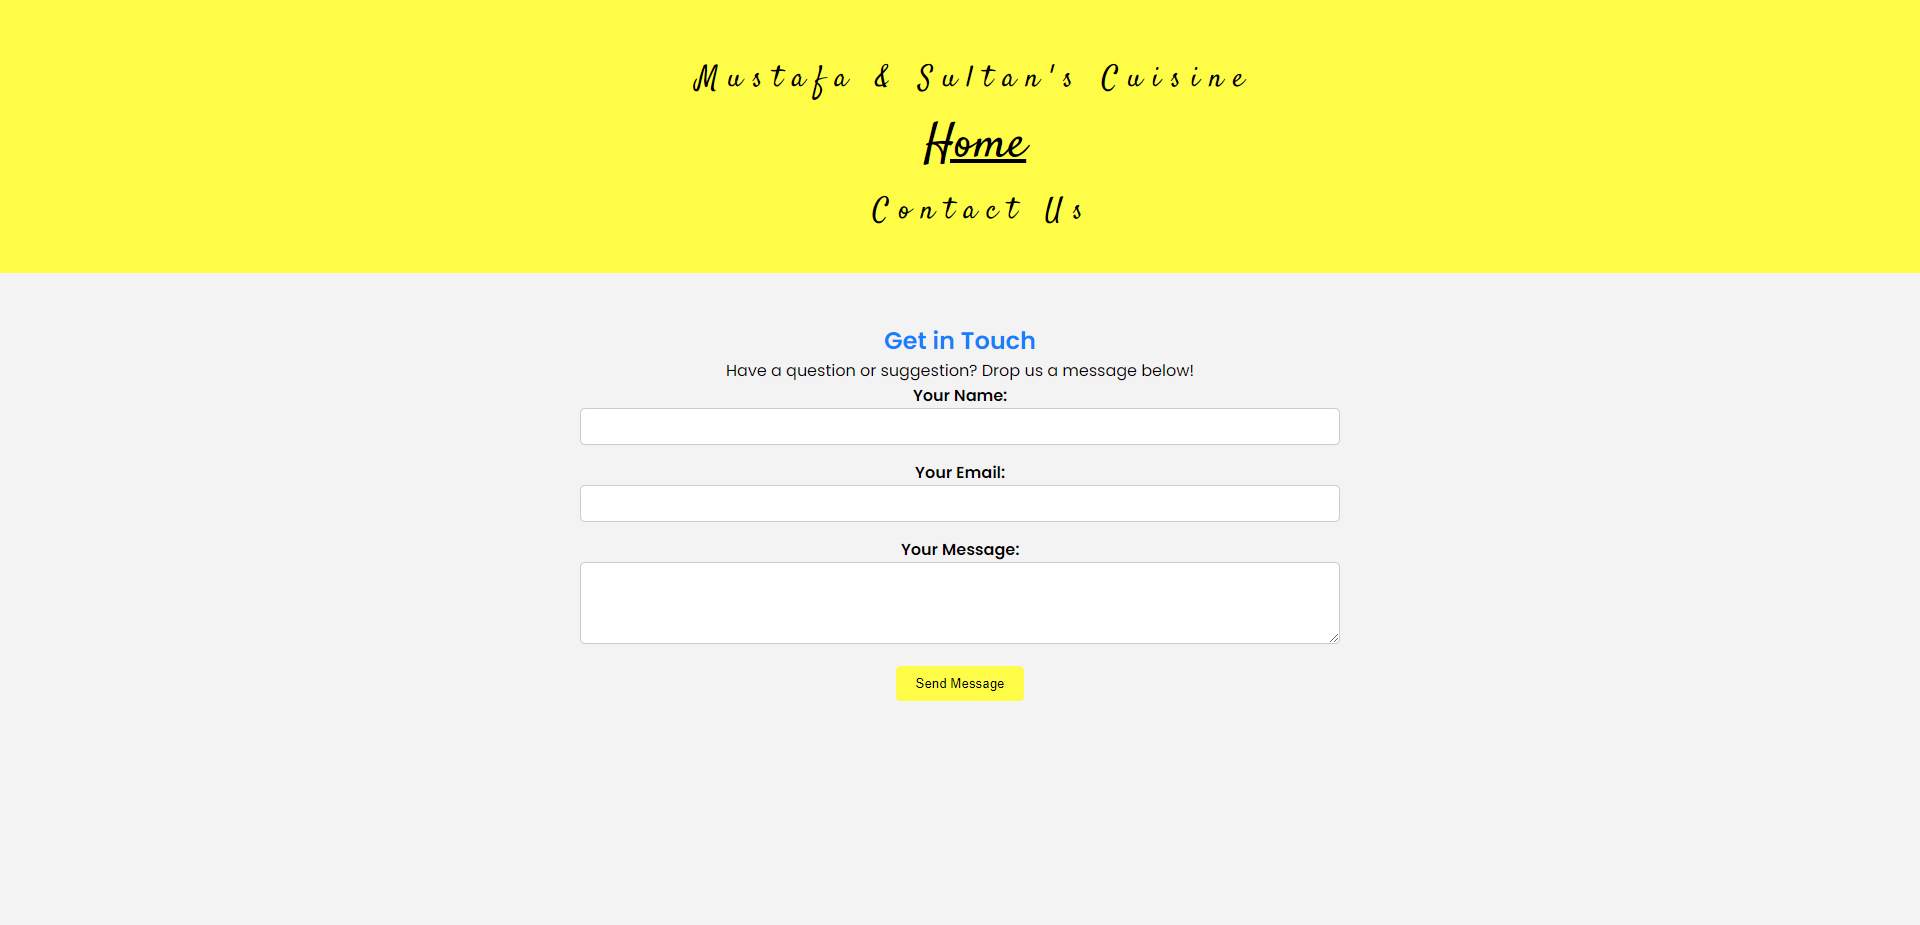 Mustafa & Sultan's Cuisine
Home
Contact Us
Get in Touch
Have a question or suggestion? Drop us a message below!
Your Name:
Your Email:
Your Message:
Send Message